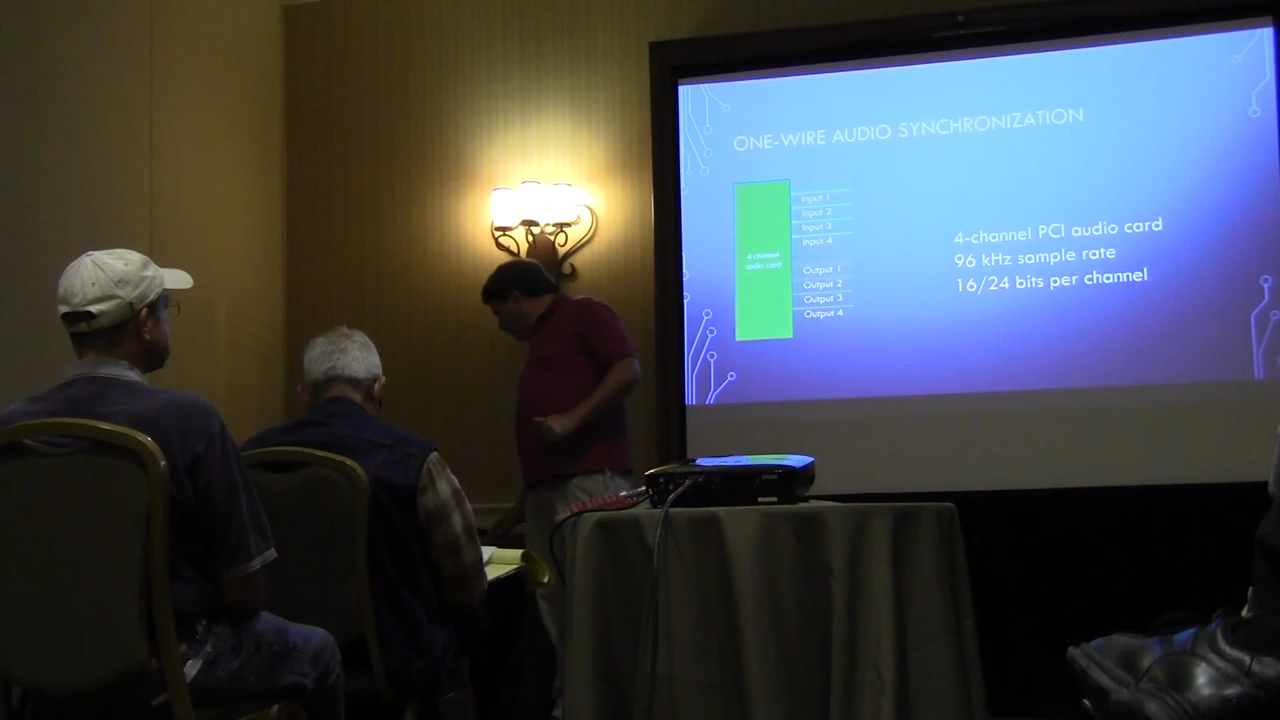 ONE-WIRE AUDIO SYNCHRONIZATION
4 channel
audio card
Input 1
Input 2
Input 3
Input 4
Output 1
Output 2
Output 3
Output 4
4-channel PCI audio card
96 kHz sample rate
16/24 bits per channel